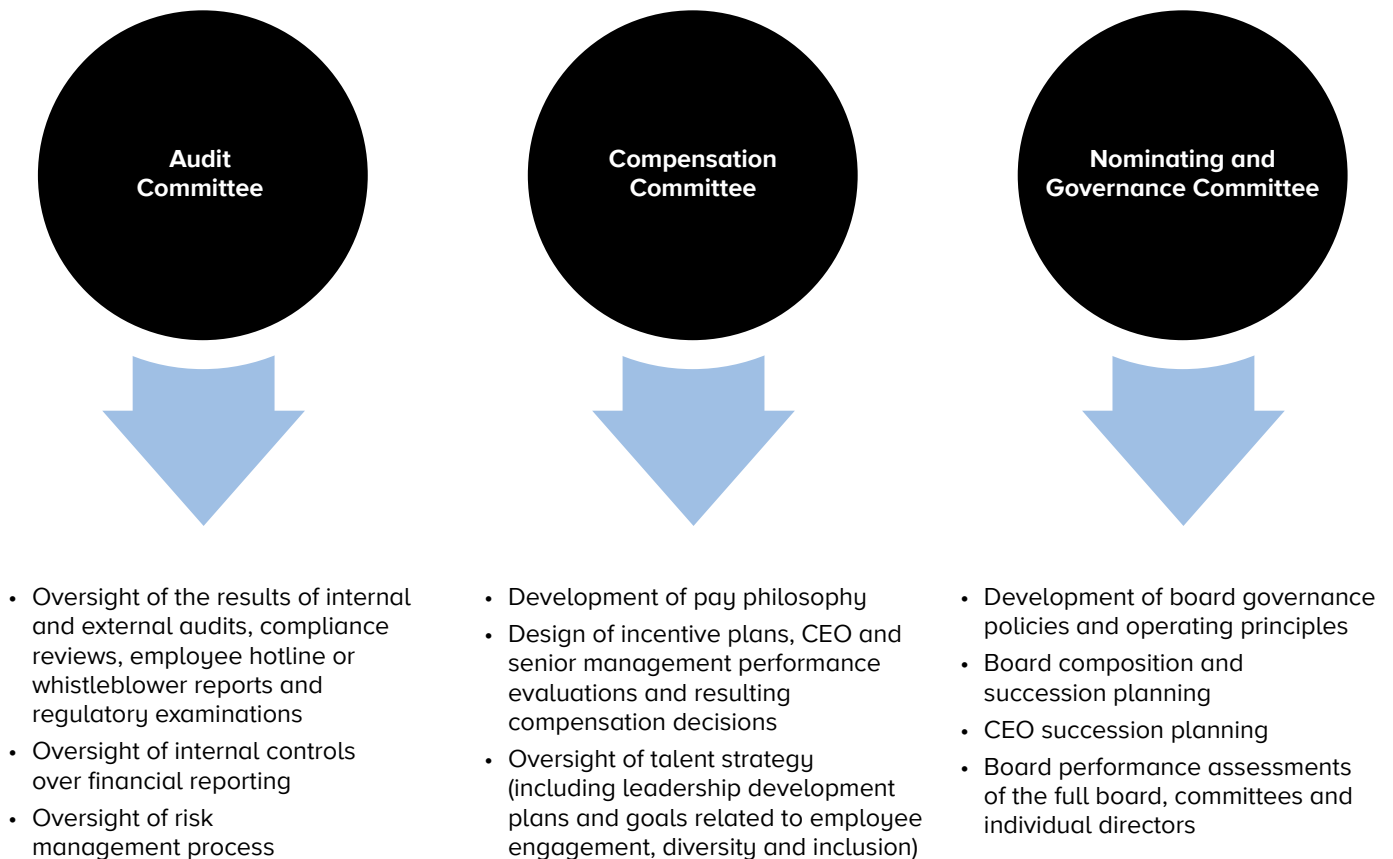 Audit
Committee
Compensation
Committee
Nominating and
Governance Committee
• Oversight of the results of internal
and external audits, compliance
reviews, employee hotline or
whistleblower reports and
regulatory examinations
• Oversight of internal controls
over financial reporting
• Oversight of risk
management process
• Development of pay philosophy
• Design of incentive plans, CEO and
senior management performance
evaluations and resulting
compensation decisions
• Oversight of talent strategy
(including leadership development
plans and goals related to employee
engagement, diversity and inclusion)
• Development of board governance
policies and operating principles
• Board composition and
succession planning
• CEO succession planning
• Board performance assessments
of the full board, committees and
individual directors